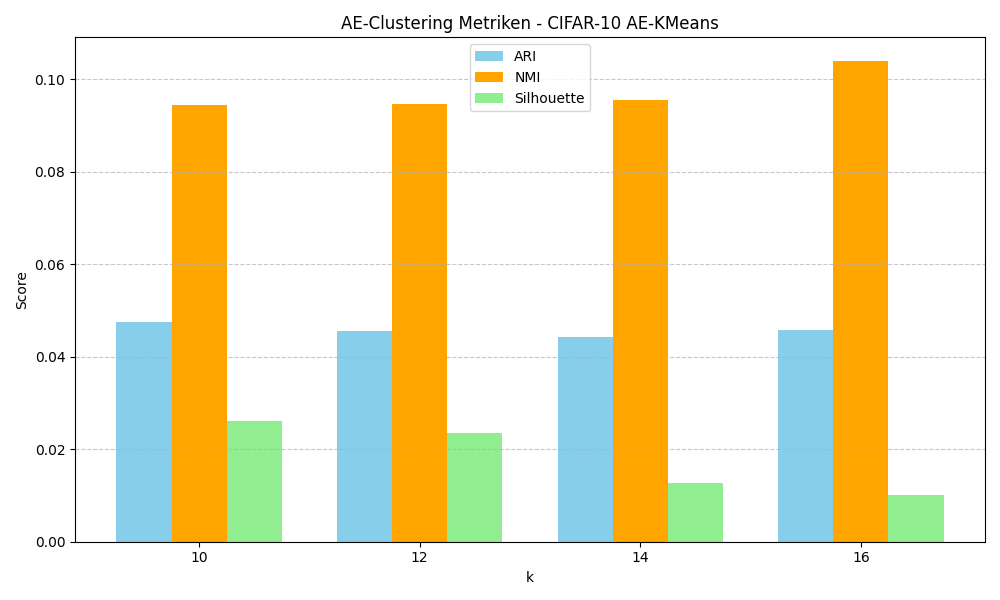 AE-Clustering Metriken - CIFAR-10 AE-KMeans
ARI
NMI
Silhouette
0.10
0.08
0.06
0.04
0.02
0.00
Score
10 12 14 16
k